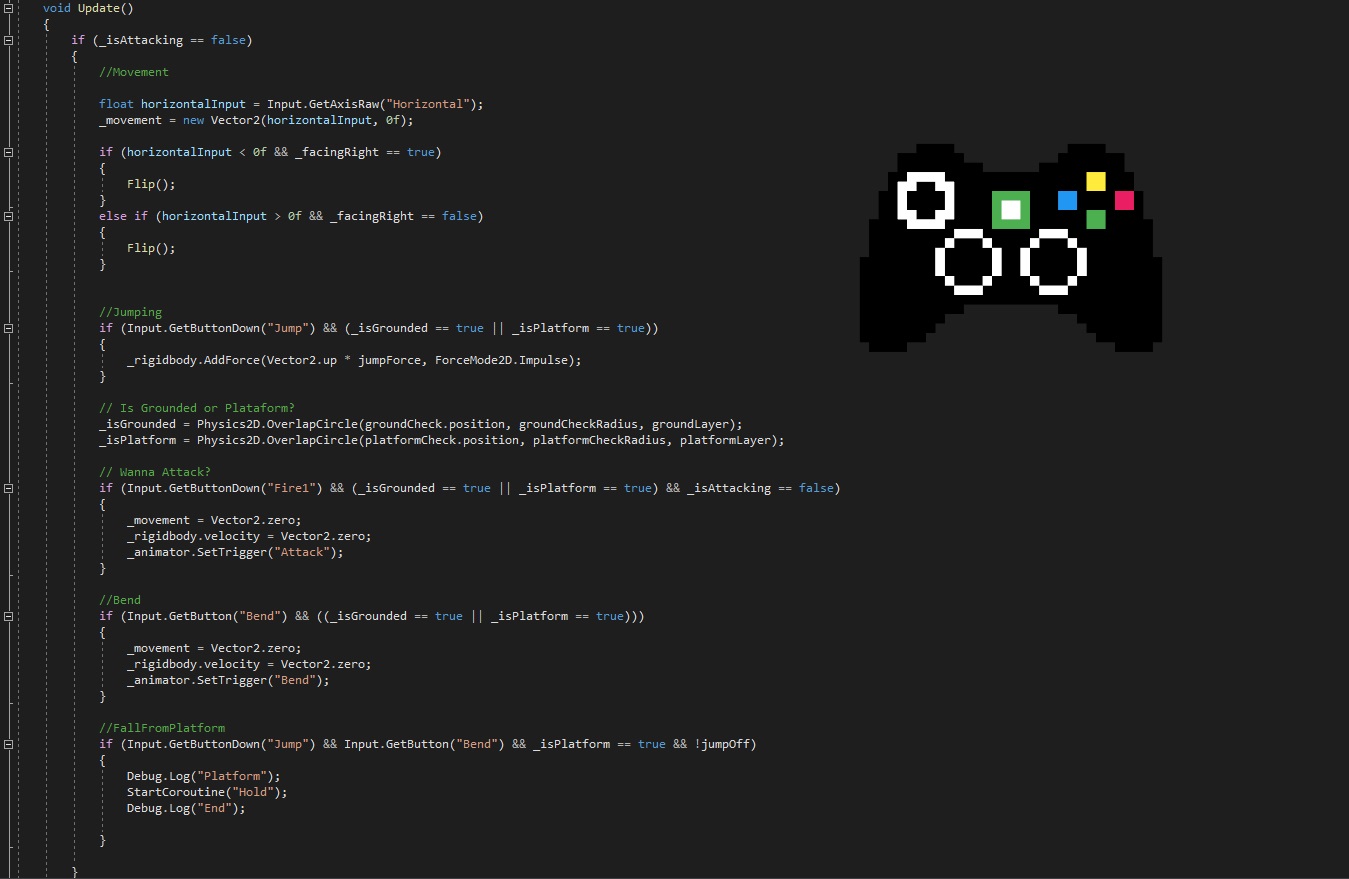 void Update()
{
if (_isAttacking == false)
{
//Movement
float horizontalInput = Input.GetAxisRaw("Horizontal");
_movement = new Vector2(horizontalInput, 0f);
if (horizontalInput < 0f && _facingRight == true)
{
Flip();
}
else if (horizontalInput > 0f && _facingRight == false)
{
Flip();
}
//Jumping
if (Input.GetButtonDown("Jump") && (_isGrounded == true || _isPlatform == true))
{
_rigidbody.AddForce(Vector2.up * jumpForce, ForceMode2D.Impulse);
}
// Is Grounded or Plataform?
_isGrounded = Physics2D.OverlapCircle(groundCheck.position, groundCheckRadius, groundLayer);
_isPlatform = Physics2D.OverlapCircle(platformCheck.position, platformCheckRadius, platformLayer);
// Wanna Attack?
if (Input.GetButtonDown("Fire1") && (_isGrounded == true || _isPlatform == true) && _isAttacking == false)
{
_movement = Vector2.zero;
_rigidbody.velocity = Vector2.zero;
_animator.SetTrigger("Attack");
}
//Bend
if (Input.GetButton("Bend") && ((_isGrounded == true || _isPlatform == true)))
{
_movement = Vector2.zero;
_rigidbody.velocity = Vector2.zero;
_animator.SetTrigger("Bend");
}
//FallFromPlatform
if (Input.GetButtonDown("Jump") && Input.GetButton("Bend") && _isPlatform == true && !jumpOff)
{
Debug.Log("Platform");
StartCoroutine("Hold");
Debug.Log("End");
}
}